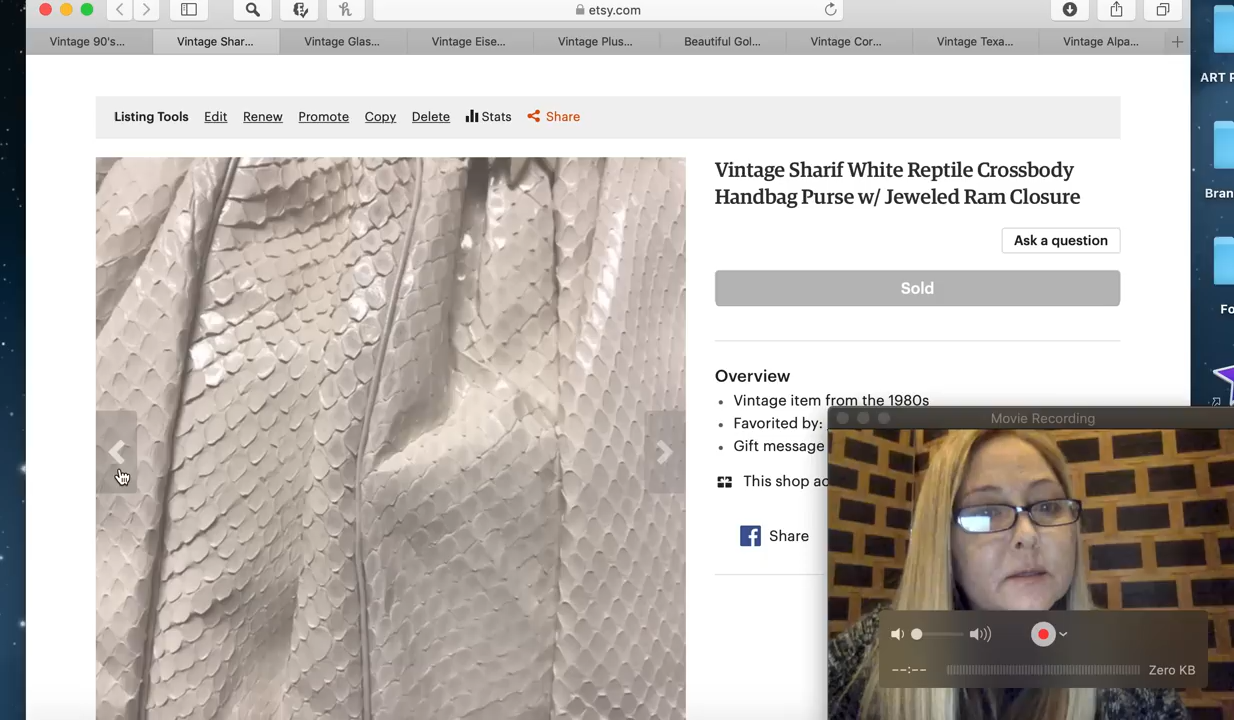 etsy.com
Vintage 90's...
Vintage Shar...
Vintage Glas...
Vintage Eise...
Vintage Plus...
Beautiful Gol...
Vintage Cor...
Vintage Texa...
Vintage Alpa...
Listing Tools Edit Renew Promote Copy Delete Stats Share
Vintage Sharif White Reptile Crossbody
Handbag Purse w/ Jeweled Ram Closure
Ask a question
Sold
Overview
Vintage item from the 1980s
Favorited by:
Gift message
This shop ac
Share
Movie Recording
--:--
Zero KB
ART P
Bran
Fo